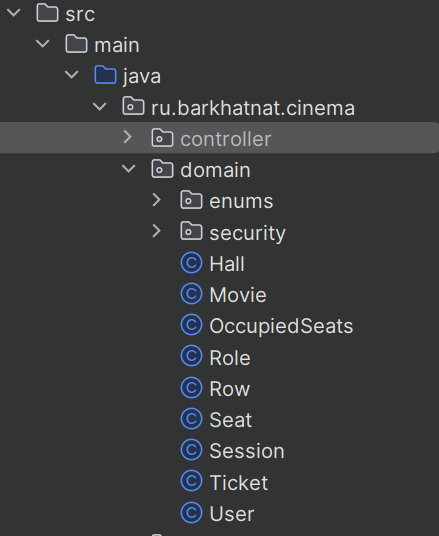 src
main
java
ru.barkhatnat.cinema
controller
domain
enums
security
C Hall
C Movie
C OccupiedSeats
C Role
C Row
C Seat
C Session
C Ticket
C User